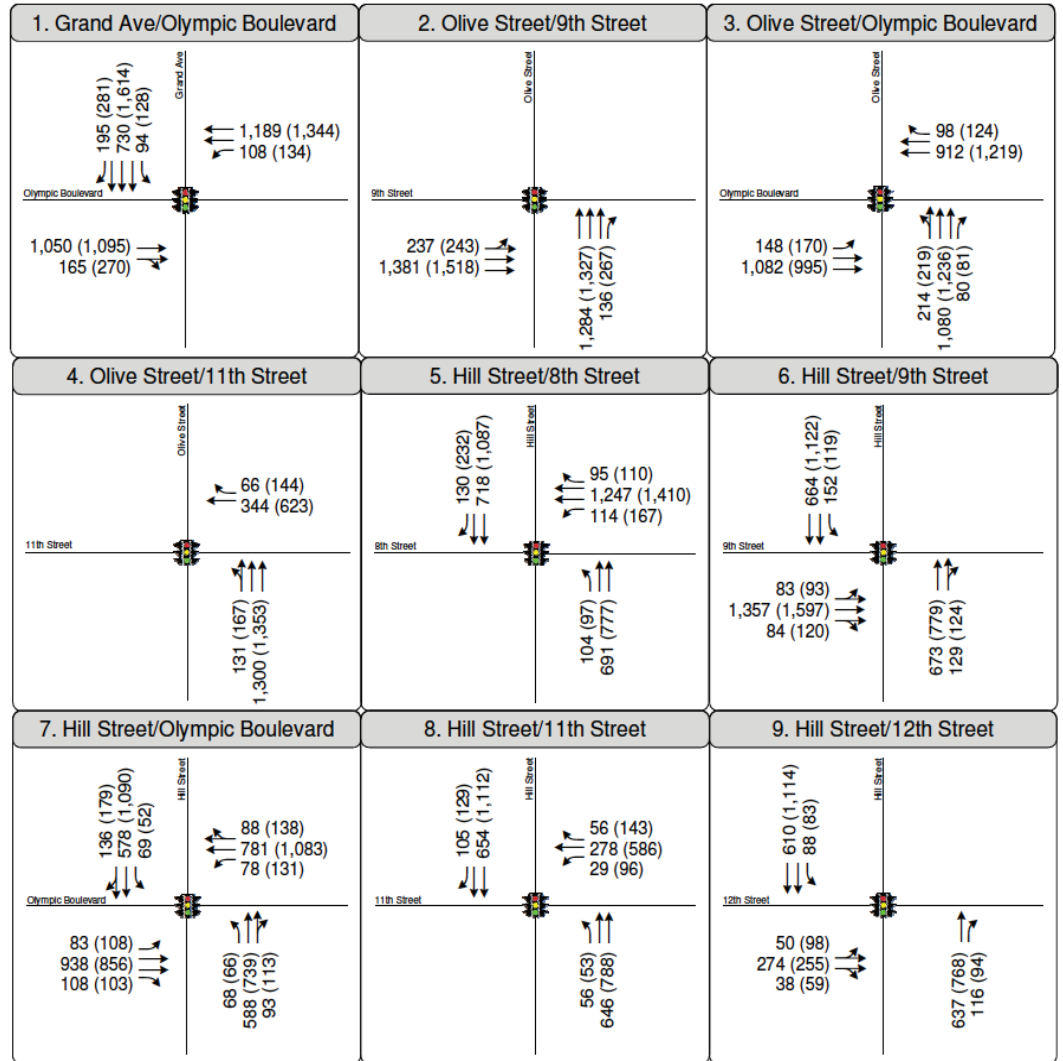 1. Grand Ave/Olympic Boulevard
Grand Ave
195 (281)
730 (1,614)
94 (128)
1,189 (1,344)
108 (134)
Olympic Boulevard
1,050 (1,095)
165 (270)
2. Olive Street/9th Street
Olive Street
9th Street
237 (243)
1,381 (1,518)
1,284 (1,327)
136 (267)
3. Olive Street/Olympic Boulevard
Olive Street
98 (124)
912 (1,219)
Olympic Boulevard
148 (170)
1,082 (995)
214 (219)
1,080 (1,236)
80 (81)
4. Olive Street/11th Street
Olive Street
66 (144)
344 (623)
11th Street
131 (167)
1,300 (1,353)
5. Hill Street/8th Street
Hill Street
130 (232)
718 (1,087)
95 (110)
1,247 (1,410)
114 (167)
8th Street
104 (97)
691 (777)
6. Hill Street/9th Street
Hill Street
664 (1,122)
152 (119)
9th Street
83 (93)
1,357 (1,597)
84 (120)
673 (779)
129 (124)
7. Hill Street/Olympic Boulevard
Hill Street
136 (179)
578 (1,090)
69 (52)
88 (138)
781 (1,083)
78 (131)
Olympic Boulevard
83 (108)
938 (856)
108 (103)
68 (66)
588 (739)
93 (113)
8. Hill Street/11th Street
Hill Street
105 (129)
654 (1,112)
56 (143)
278 (586)
29 (96)
11th Street
56 (53)
646 (788)
9. Hill Street/12th Street
Hill Street
610 (1,114)
88 (83)
12th Street
50 (98)
274 (255)
38 (59)
637 (768)
116 (94)